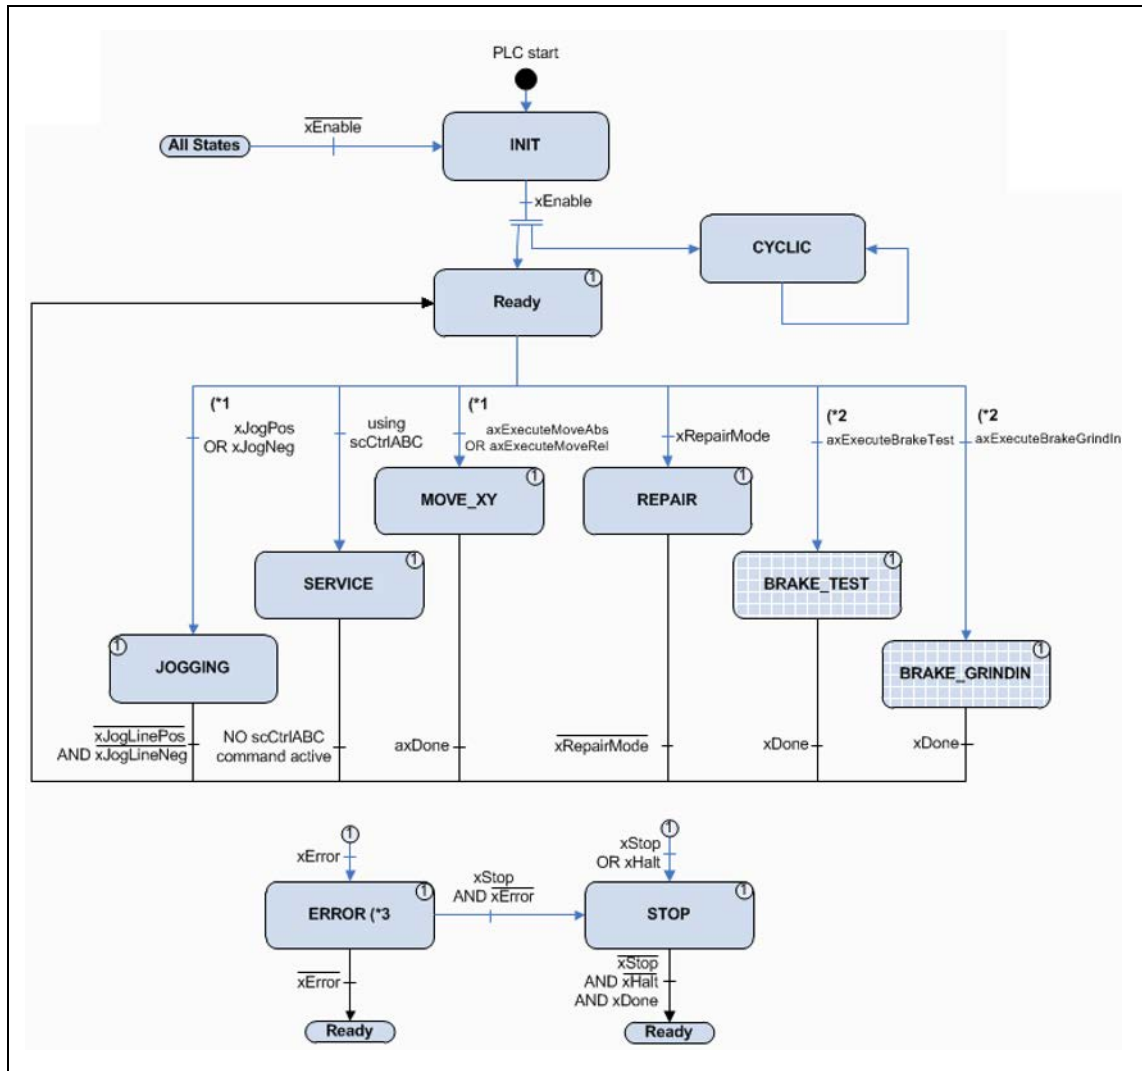 PLC start
xEnable
All States
INIT
xEnable
CYCLIC
1
Ready
(*1
xJogPos
OR xJogNeg
using
scCtrlABC
(*1
axExecuteMoveAbs
OR axExecuteMoveRel
xRepairMode
(*2
axExecuteBrakeTest
(*2
axExecuteBrakeGrindIn
1
MOVE_XY
1
REPAIR
1
SERVICE
1
BRAKE_TEST
1
JOGGING
1
BRAKE_GRINDIN
xJogLinePos
AND xJogLineNeg
NO scCtrlABC
command active
axDone
xRepairMode
xDone
xDone
1
xError
1
ERROR (*3
xStop
AND xError
1
xStop
OR xHalt
1
STOP
xError
Ready
xStop
AND xHalt
AND xDone
Ready